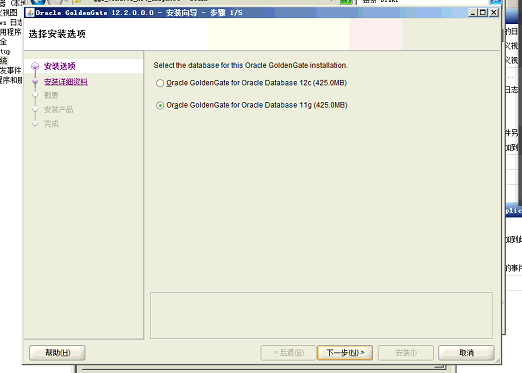 Oracle GoldenGate 12.2.0.0.0 - 安装向导 - 步骤 1/5
选择安装选项
安装选项
安装详细资料
概要
安装产品
完成
Select the database for this Oracle GoldenGate installation.
Oracle GoldenGate for Oracle Database 12c (425.0MB)
Oracle GoldenGate for Oracle Database 11g (425.0MB)
帮助(H)
< 后退(B)
下一步(N) >
安装(I)
取消